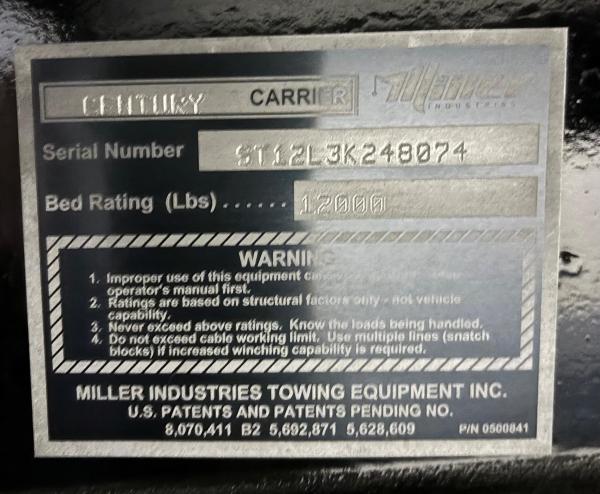 CENTURY CARRIER Miller
INDUSTRIES
Serial Number ST12L3K248074
Bed Rating (Lbs) ...... 12000
WARNING
1. Improper use of this equipment
operator's manual first.
2. Ratings are based on structural factors only - not vehicle
capability.
3. Never exceed above ratings. Know the loads being handled.
4. Do not exceed cable working limit. Use multiple lines (snatch
blocks) if increased winching capability is required.
MILLER INDUSTRIES TOWING EQUIPMENT INC.
U.S. PATENTS AND PATENTS PENDING NO.
8,070,411 B2 5,692,871 5,628,609 P/N 0500841